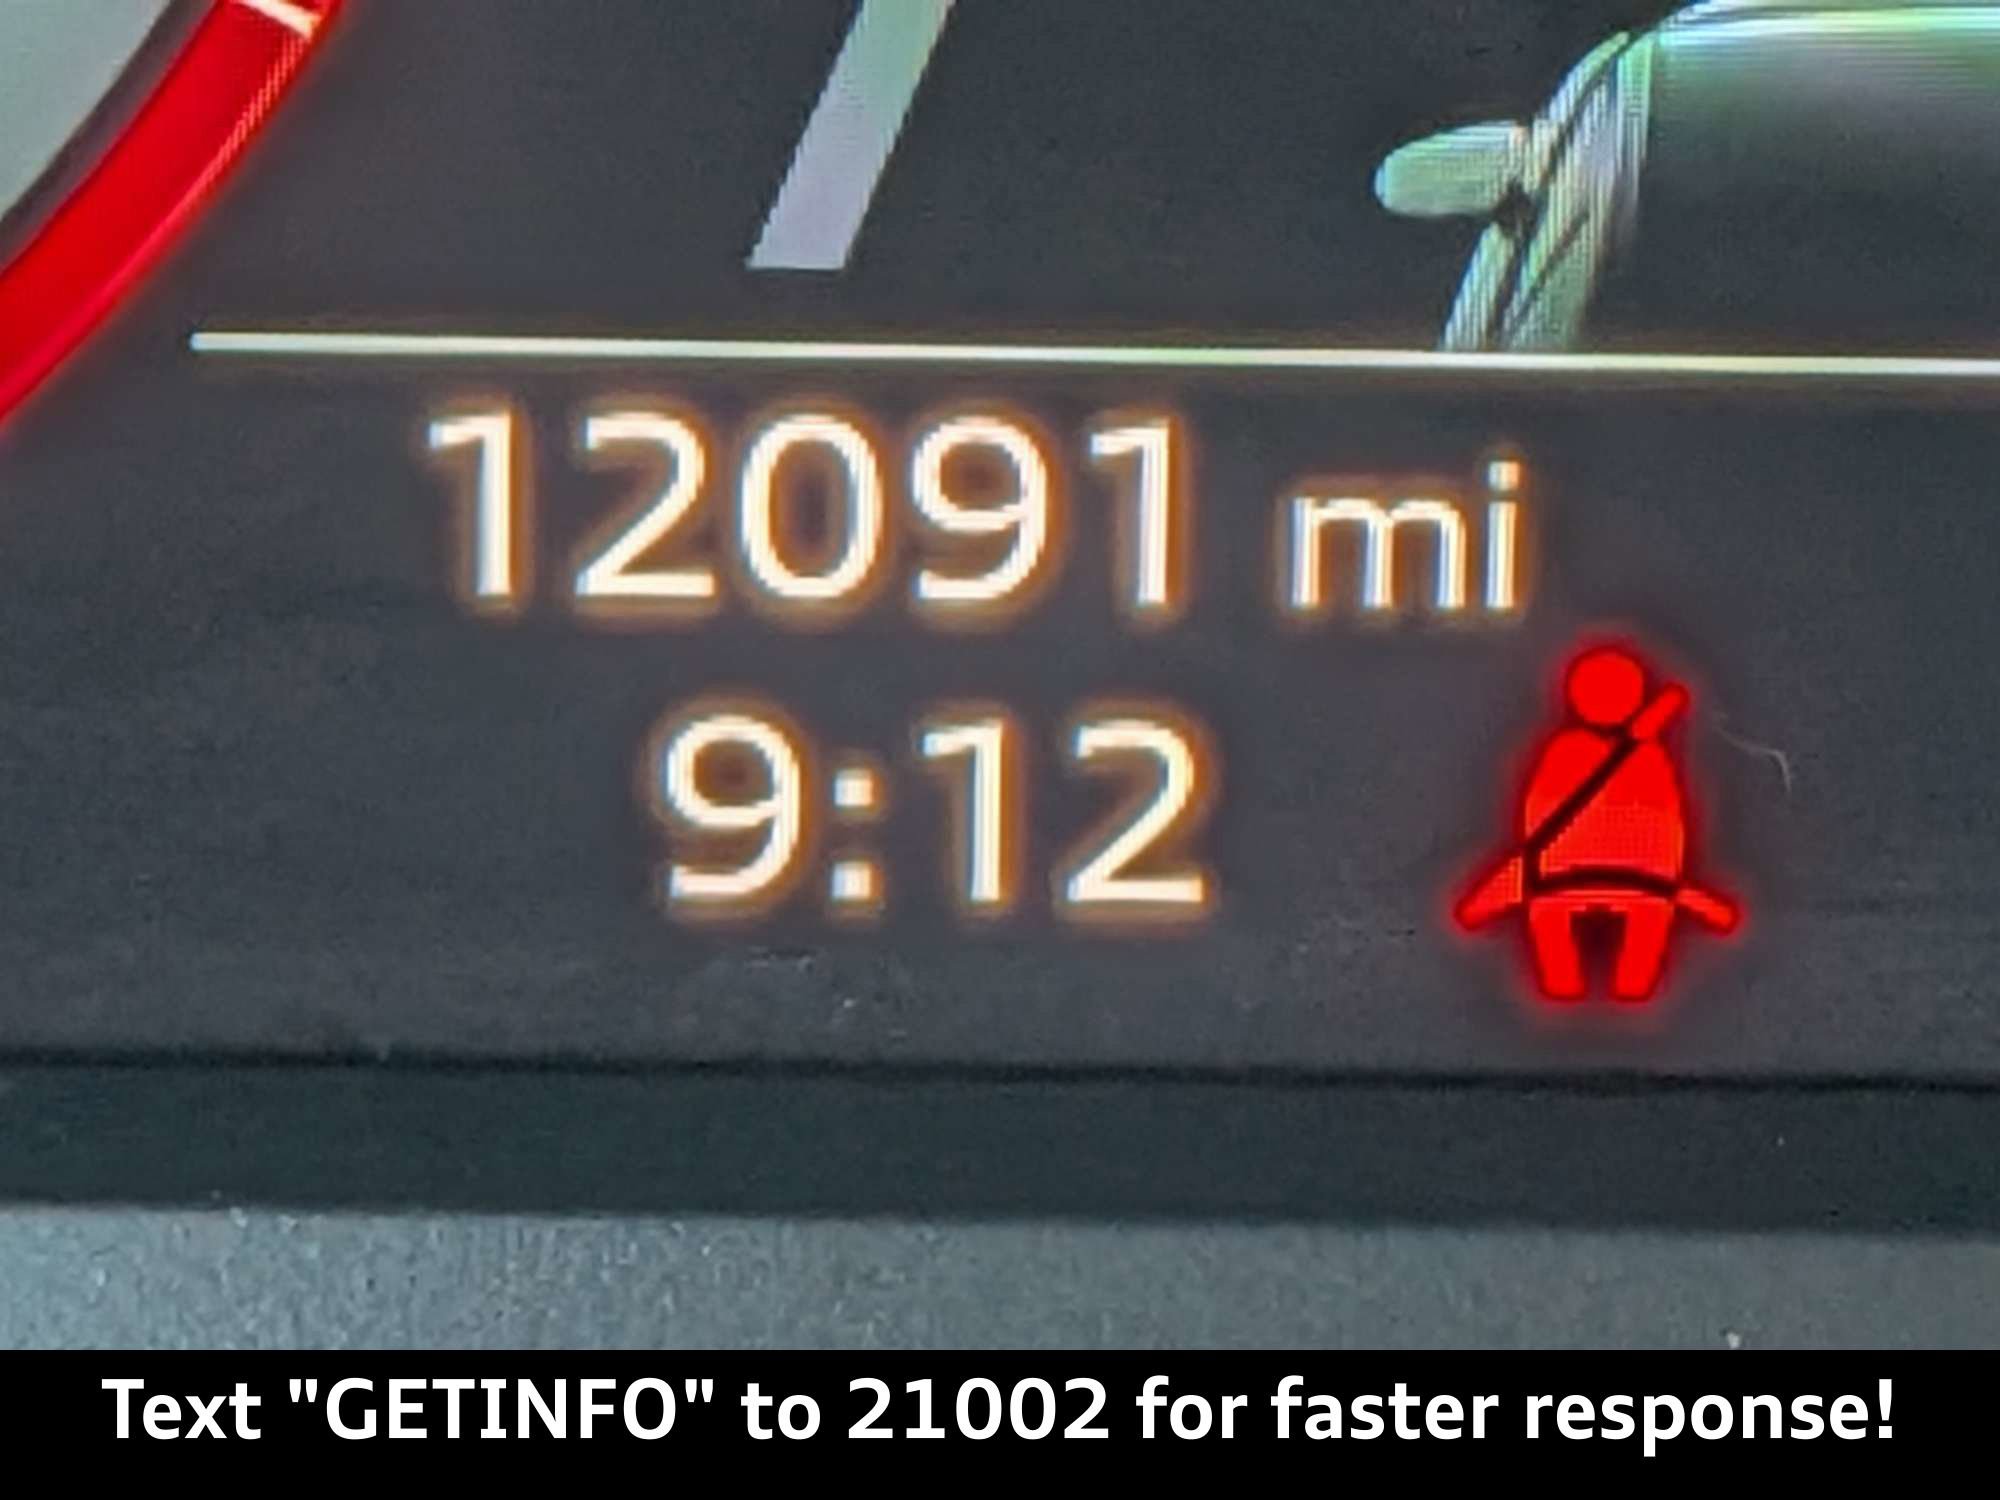 12091 mi
9:12
Text "GETINFO" to 21002 for faster response!